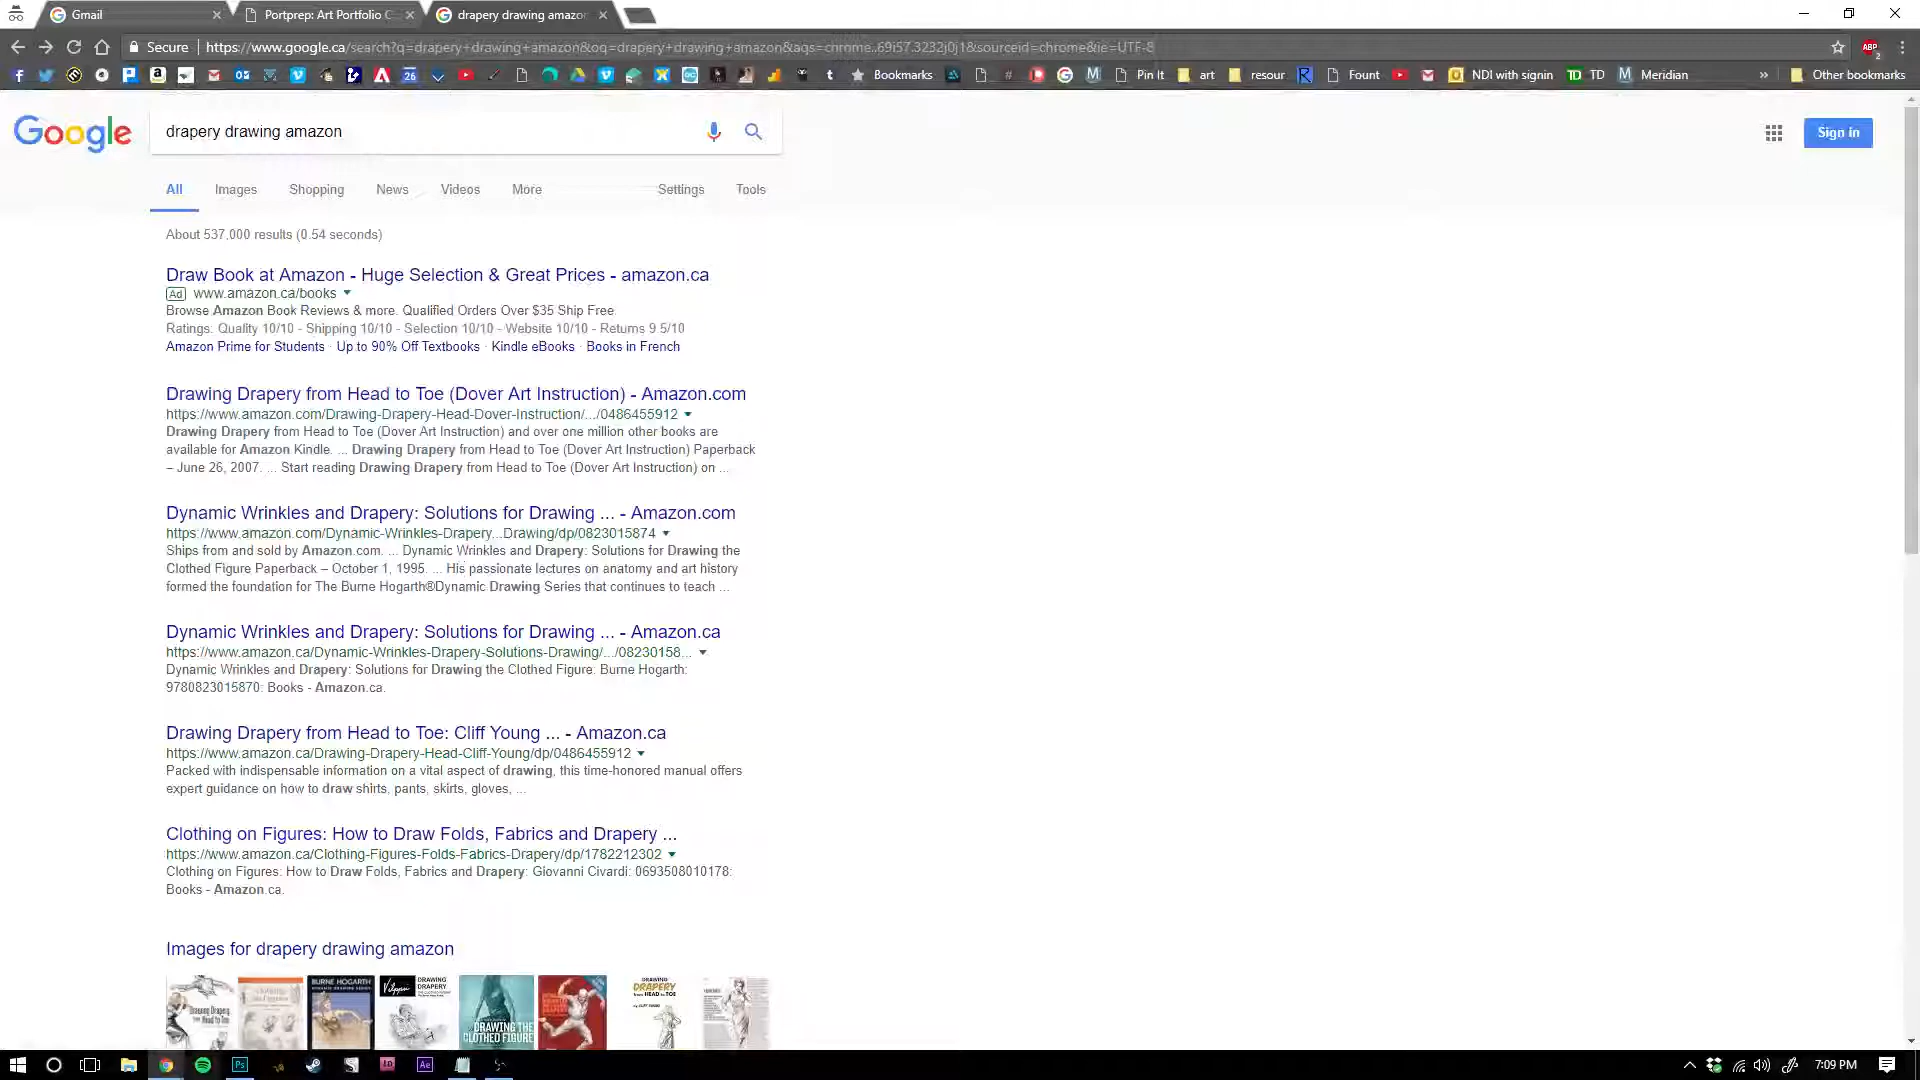 Gmail
Portprep: Art Portfolio C
drapery drawing amazon
Secure https://www.google.ca/search?q=drapery+drawing+amazon&oq=drapery+drawing+amazon&aqs=chrome..69i57.3232j0j1&sourceid=chrome&ie=UTF-8
Bookmarks Pin It art resour Fount NDI with signin TD Meridian » Other bookmarks
Google
drapery drawing amazon
Sign in
All Images Shopping News Videos More Settings Tools
About 537,000 results (0.54 seconds)
Draw Book at Amazon - Huge Selection & Great Prices - amazon.ca
Ad www.amazon.ca/books
Browse Amazon Book Reviews & more. Qualified Orders Over $35 Ship Free.
Ratings: Quality 10/10 - Shipping 10/10 - Selection 10/10 - Website 10/10 - Returns 9.5/10
Amazon Prime for Students · Up to 90% Off Textbooks · Kindle eBooks · Books in French
Drawing Drapery from Head to Toe (Dover Art Instruction) - Amazon.com
https://www.amazon.com/Drawing-Drapery-Head-Dover-Instruction/.../0486455912
Drawing Drapery from Head to Toe (Dover Art Instruction) and over one million other books are
available for Amazon Kindle. ... Drawing Drapery from Head to Toe (Dover Art Instruction) Paperback
– June 26, 2007. ... Start reading Drawing Drapery from Head to Toe (Dover Art Instruction) on ...
Dynamic Wrinkles and Drapery: Solutions for Drawing ... - Amazon.com
https://www.amazon.com/Dynamic-Wrinkles-Drapery...Drawing/dp/0823015874
Ships from and sold by Amazon.com. ... Dynamic Wrinkles and Drapery: Solutions for Drawing the
Clothed Figure Paperback – October 1, 1995. ... His passionate lectures on anatomy and art history
formed the foundation for The Burne Hogarth®Dynamic Drawing Series that continues to teach ...
Dynamic Wrinkles and Drapery: Solutions for Drawing ... - Amazon.ca
https://www.amazon.ca/Dynamic-Wrinkles-Drapery-Solutions-Drawing/.../08230158...
Dynamic Wrinkles and Drapery: Solutions for Drawing the Clothed Figure: Burne Hogarth:
9780823015870: Books - Amazon.ca.
Drawing Drapery from Head to Toe: Cliff Young ... - Amazon.ca
https://www.amazon.ca/Drawing-Drapery-Head-Cliff-Young/dp/0486455912
Packed with indispensable information on a vital aspect of drawing, this time-honored manual offers
expert guidance on how to draw shirts, pants, skirts, gloves, ...
Clothing on Figures: How to Draw Folds, Fabrics and Drapery ...
https://www.amazon.ca/Clothing-Figures-Folds-Fabrics-Drapery/dp/1782212302
Clothing on Figures: How to Draw Folds, Fabrics and Drapery: Giovanni Civardi: 0693508010178:
Books - Amazon.ca.
Images for drapery drawing amazon
Drawing Drapery
Head to Toe
BURNE HOGARTH
Vilppu
DRAWING
DRAPERY
DRAWING THE
CLOTHED FIGURE
DRAWING
DRAPERY
from HEAD to TOE
7:09 PM